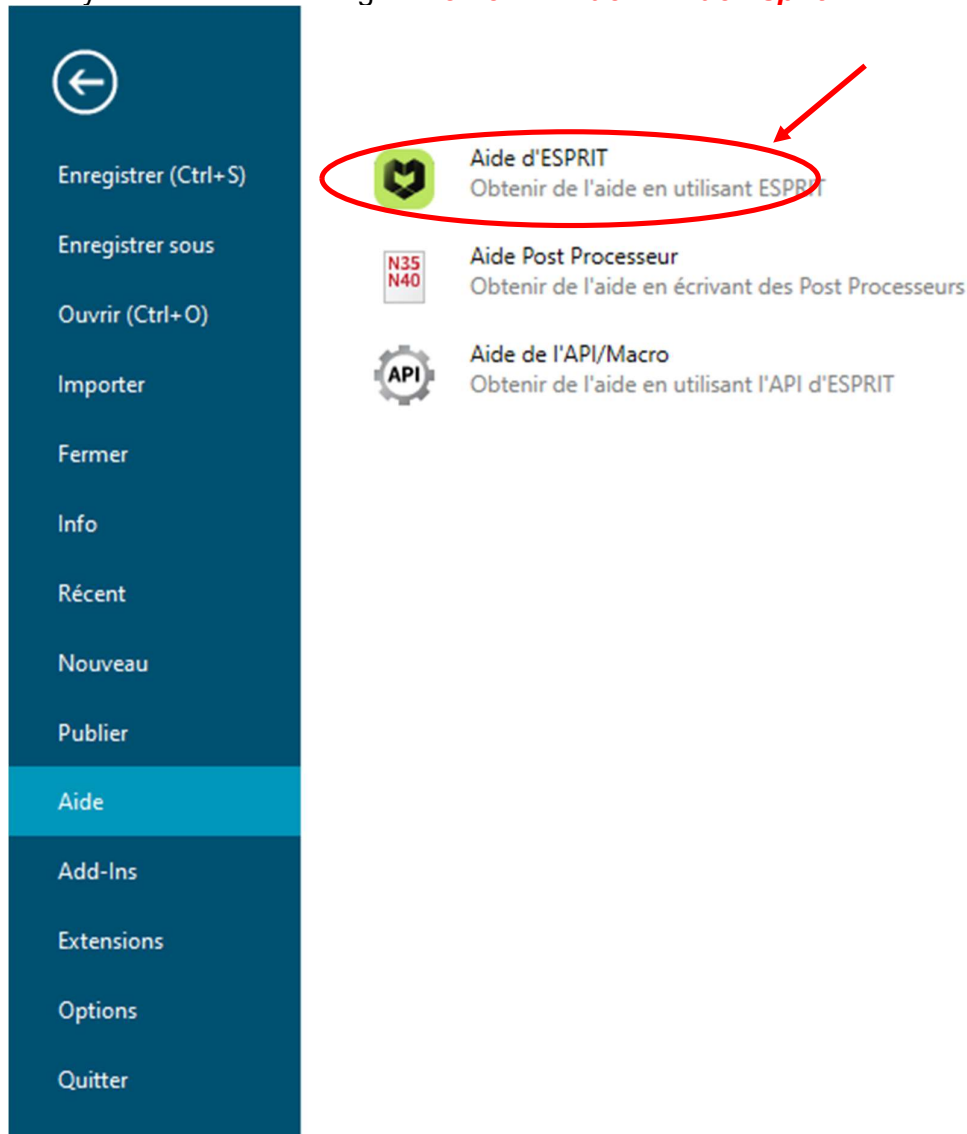 Enregistrer (Ctrl+S)
Enregistrer sous
Ouvrir (Ctrl+O)
Importer
Fermer
Info
Récent
Nouveau
Publier
Aide
Add-Ins
Extensions
Options
Quitter
Aide d'ESPRIT
Obtenir de l'aide en utilisant ESPRIT
N35
N40
Aide Post Processeur
Obtenir de l'aide en écrivant des Post Processeurs
API
Aide de l'API/Macro
Obtenir de l'aide en utilisant l'API d'ESPRIT